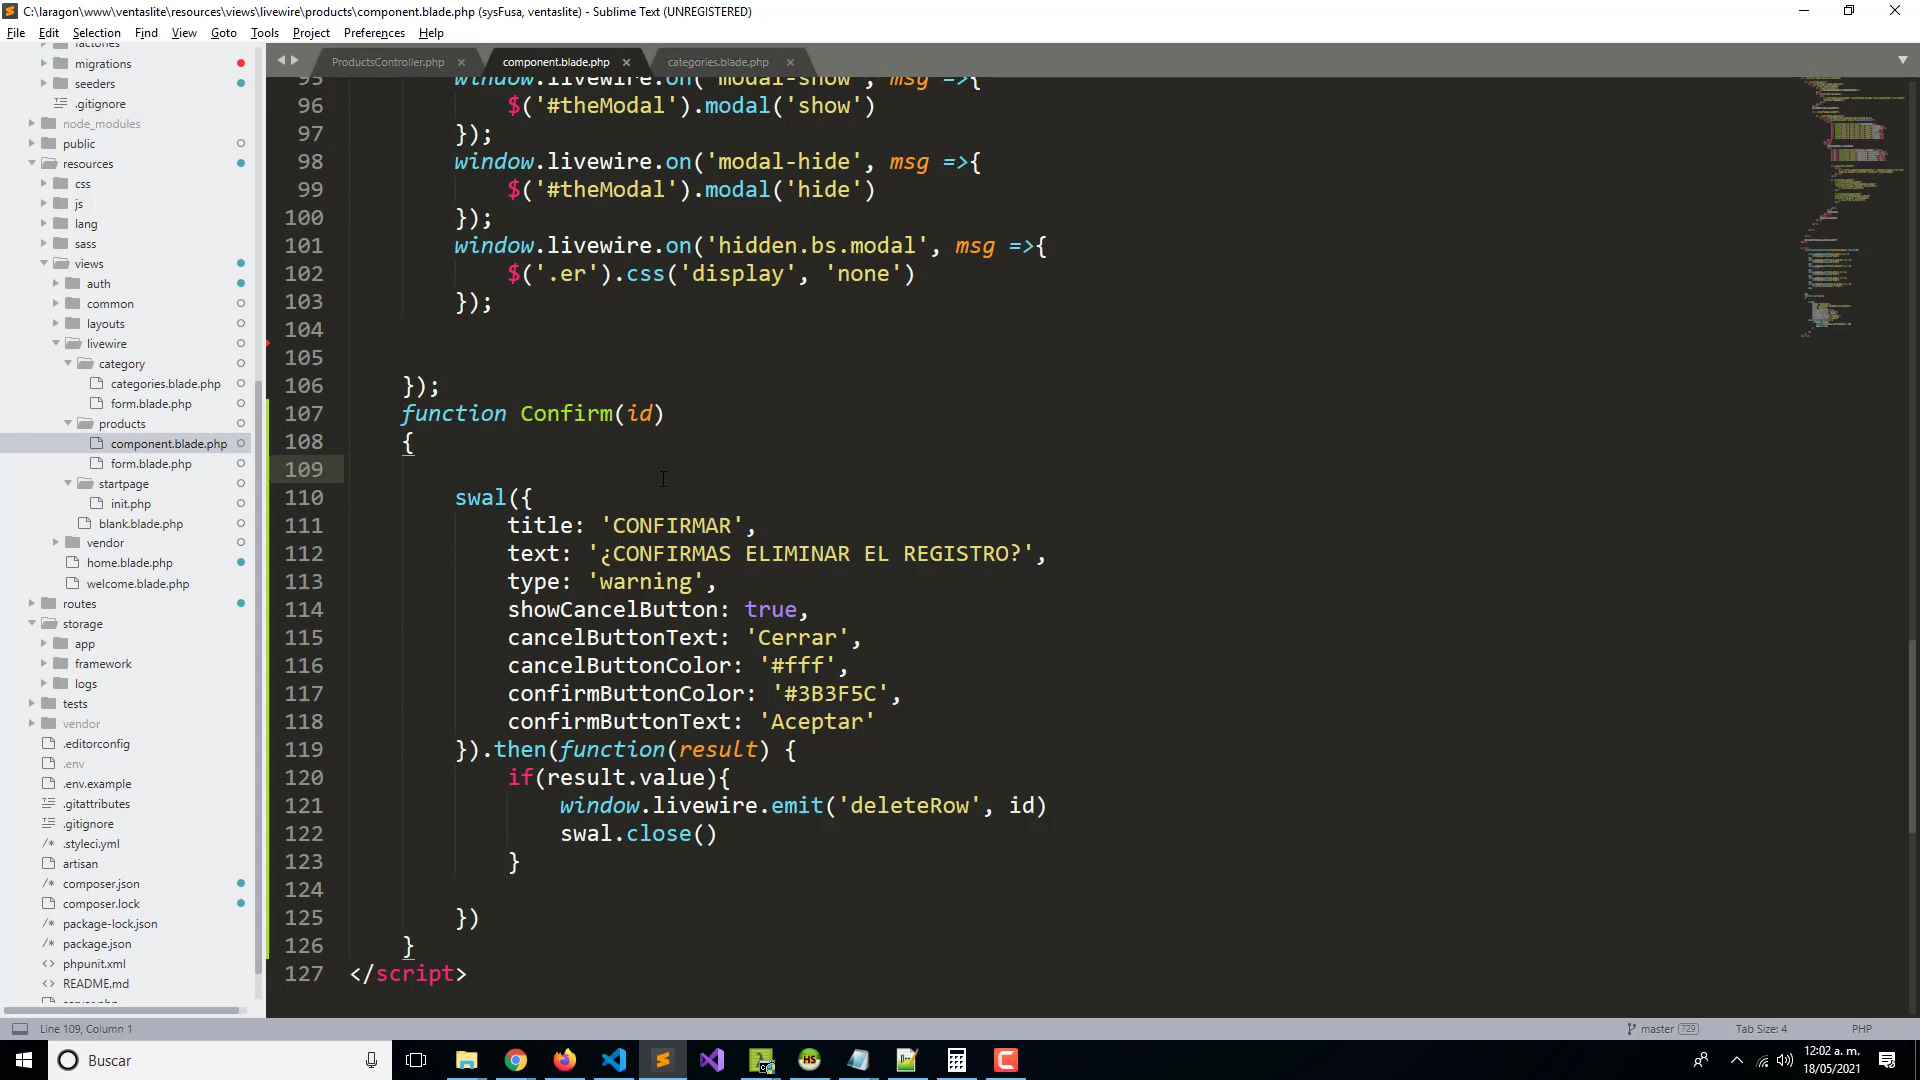 C:\laragon\www\ventaslite\resources\views\livewire\products\component.blade.php (sysFusa, ventaslite) - Sublime Text (UNREGISTERED)
File Edit Selection Find View Goto Tools Project Preferences Help
factories
migrations
seeders
.gitignore
node_modules
public
resources
css
js
lang
sass
views
auth
common
layouts
livewire
category
categories.blade.php
form.blade.php
products
component.blade.php
form.blade.php
startpage
init.php
blank.blade.php
vendor
home.blade.php
welcome.blade.php
routes
storage
app
framework
logs
tests
vendor
.editorconfig
.env
.env.example
.gitattributes
.gitignore
.styleci.yml
artisan
composer.json
composer.lock
package-lock.json
package.json
phpunit.xml
README.md
ProductsController.php component.blade.php categories.blade.php
95 window.livewire.on('modal-show', msg =>{
96 $('#theModal').modal('show')
97 });
98 window.livewire.on('modal-hide', msg =>{
99 $('#theModal').modal('hide')
100 });
101 window.livewire.on('hidden.bs.modal', msg =>{
102 $('.er').css('display', 'none')
103 });
104
105
106 });
107 function Confirm(id)
108 {
109
110 swal({
111 title: 'CONFIRMAR',
112 text: '¿CONFIRMAS ELIMINAR EL REGISTRO?',
113 type: 'warning',
114 showCancelButton: true,
115 cancelButtonText: 'Cerrar',
116 cancelButtonColor: '#fff',
117 confirmButtonColor: '#3B3F5C',
118 confirmButtonText: 'Aceptar'
119 }).then(function(result) {
120 if(result.value){
121 window.livewire.emit('deleteRow', id)
122 swal.close()
123 }
124
125 })
126 }
127 </script>
Line 109, Column 1 master 729 Tab Size: 4 PHP
Buscar
12:02 a. m.
18/05/2021